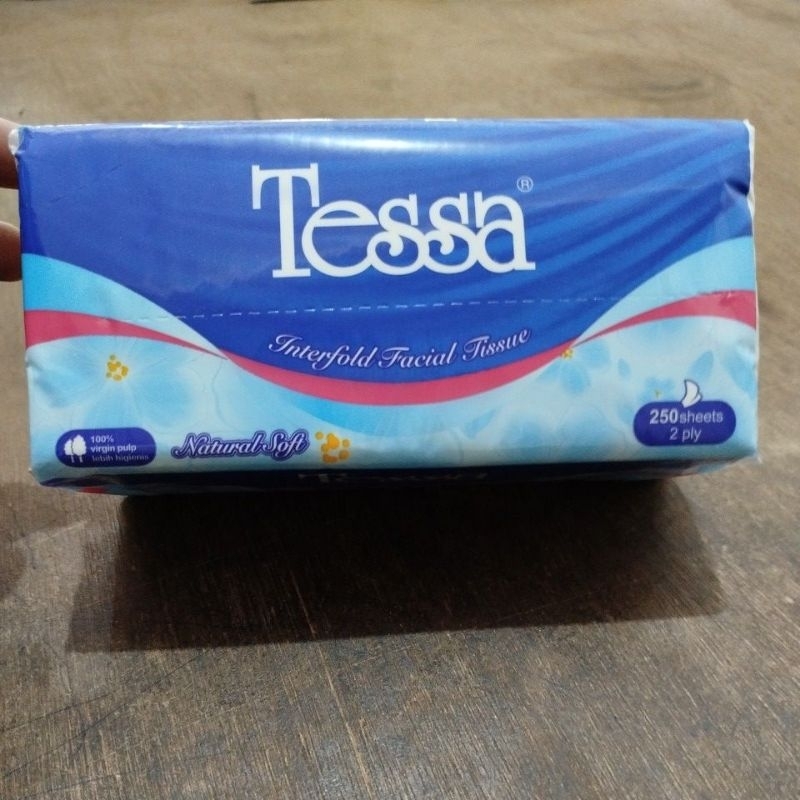 Tessa®
Interfold Facial Tissue
100%
virgin pulp
lebih higienis
Natural Soft
250 sheets
2 ply